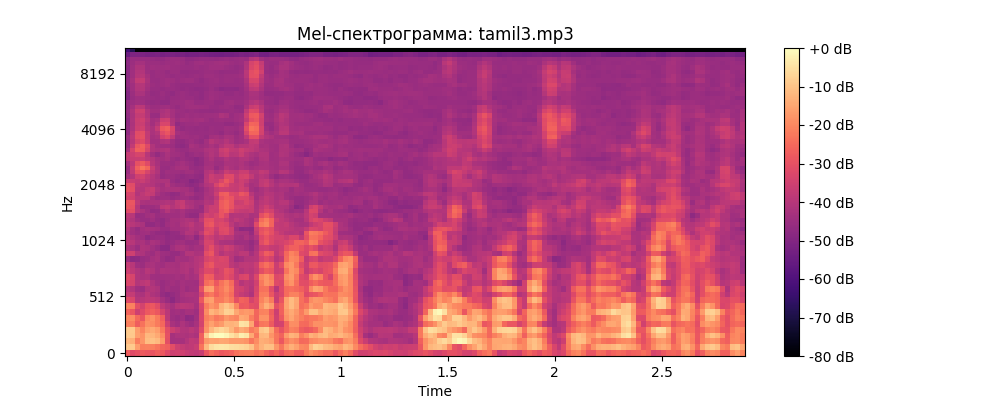 Mel-спектрограмма: tamil3.mp3
Hz
8192
4096
2048
1024
512
0
0
0.5
1
1.5
2
2.5
Time
+0 dB
-10 dB
-20 dB
-30 dB
-40 dB
-50 dB
-60 dB
-70 dB
-80 dB